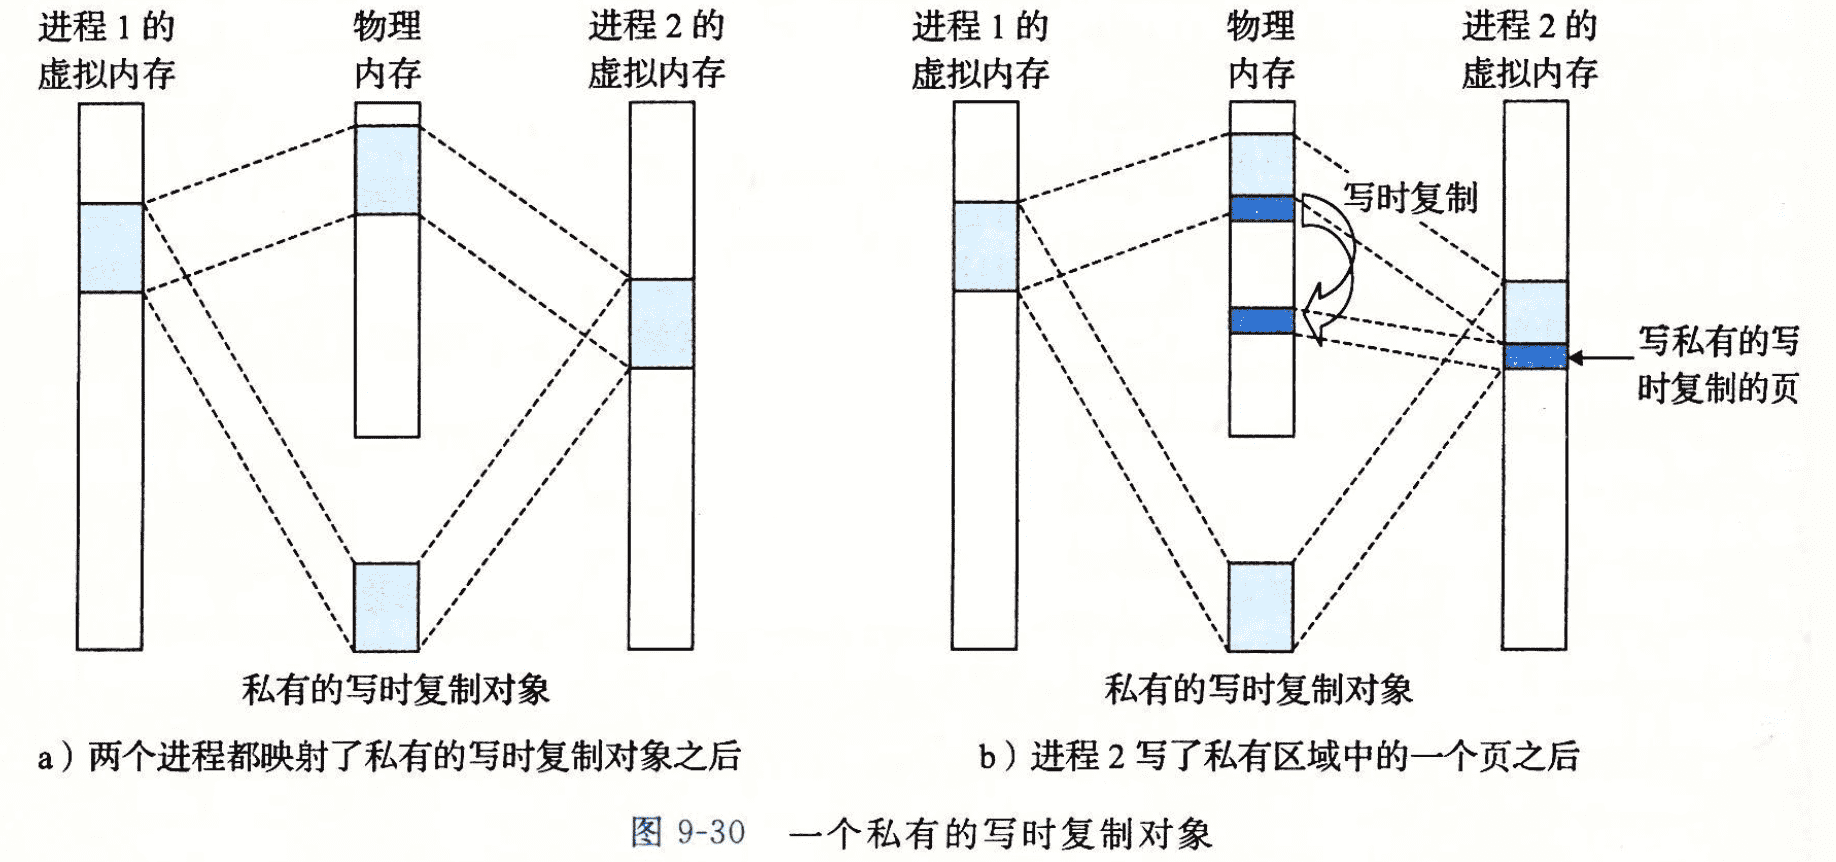 进程 1 的
虚拟内存
物理
内存
进程 2 的
虚拟内存
私有的写时复制对象
a）两个进程都映射了私有的写时复制对象之后
进程 1 的
虚拟内存
物理
内存
进程 2 的
虚拟内存
写时复制
写私有的写
时复制的页
私有的写时复制对象
b）进程 2 写了私有区域中的一个页之后
图 9-30 一个私有的写时复制对象